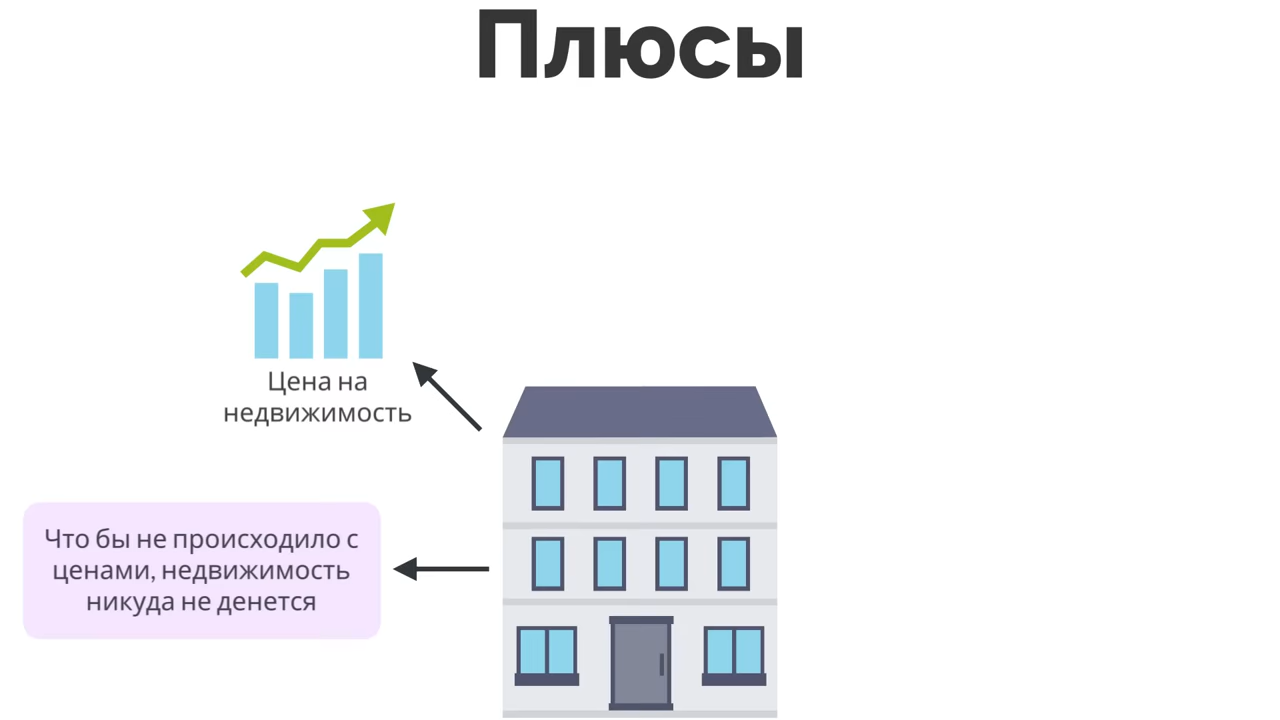 Плюсы
Цена на
недвижимость
Что бы не происходило с
ценами, недвижимость
никуда не денется